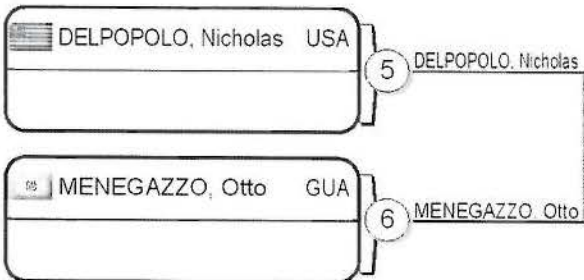 DELPOPOLO, Nicholas USA
5 DELPOPOLO, Nicholas
MENEGAZZO, Otto GUA
6 MENEGAZZO, Otto